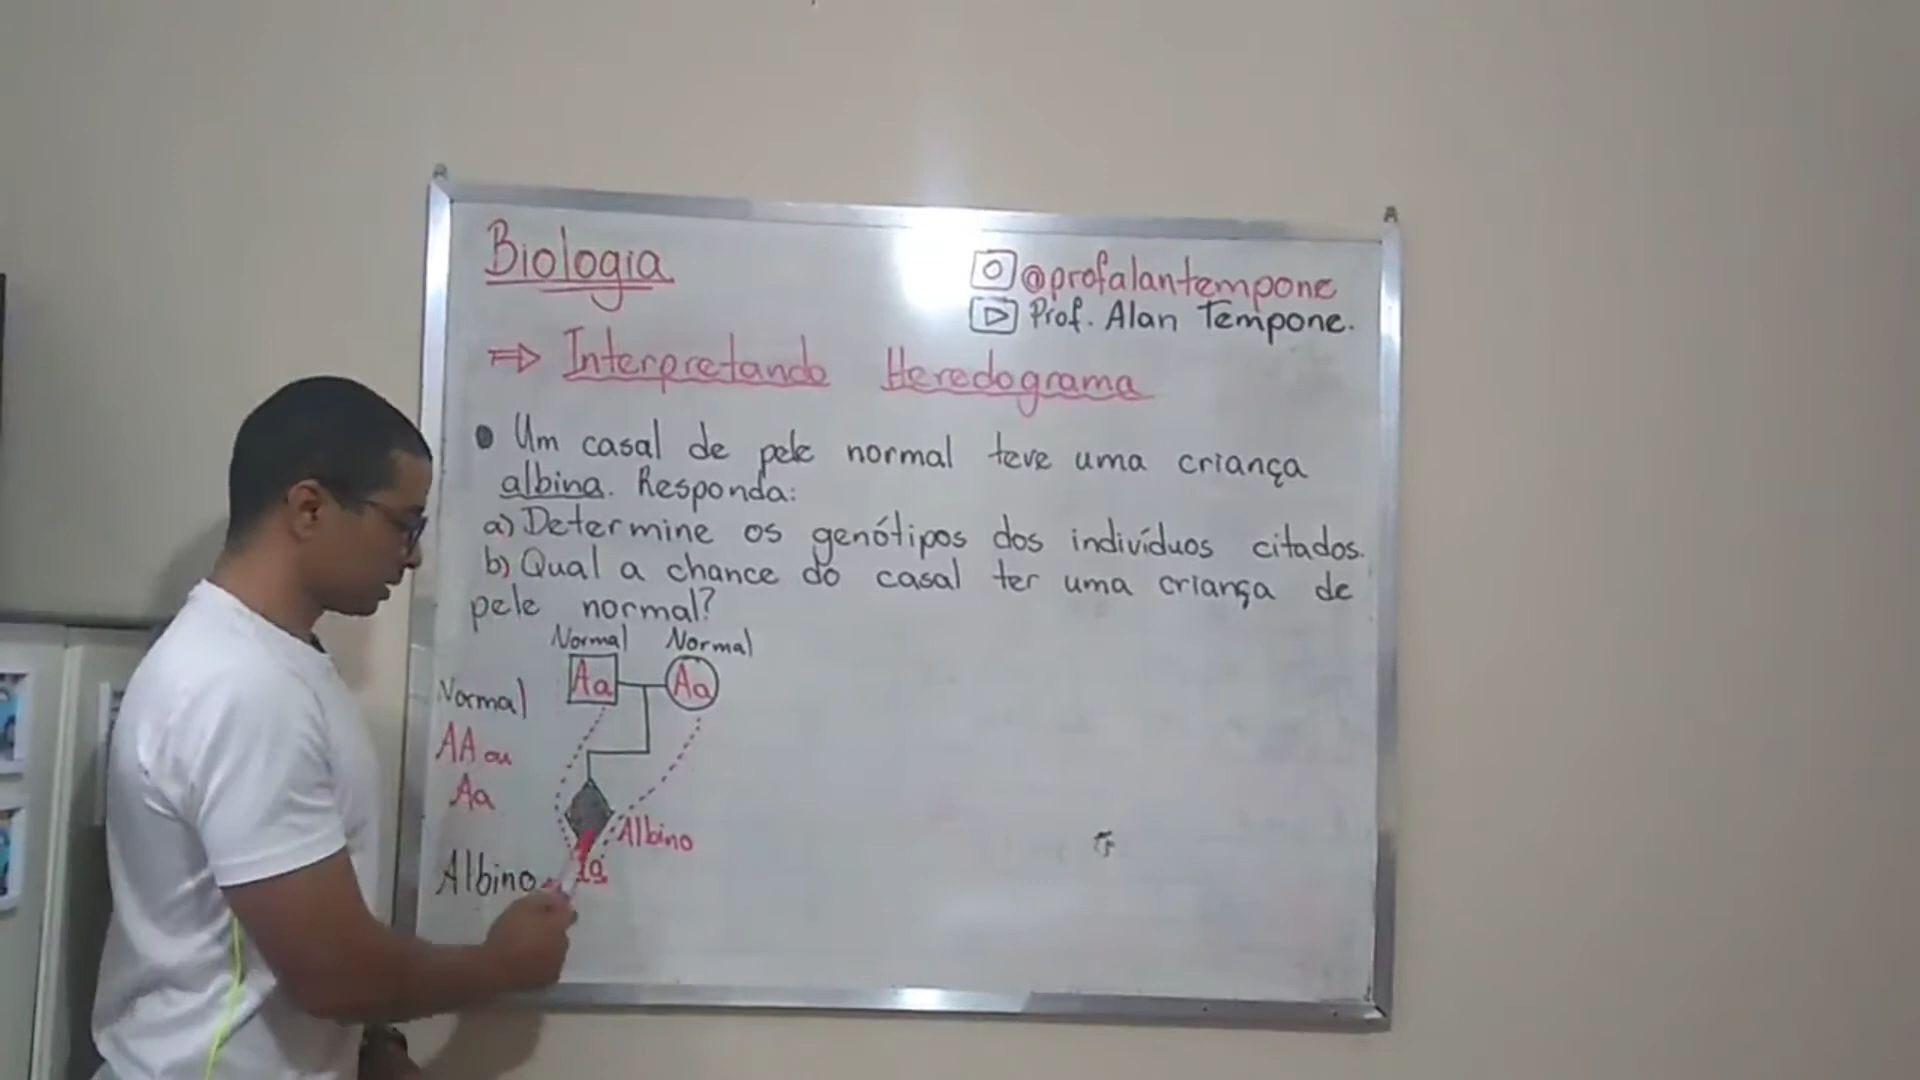 Biologia
@profalantempone
Prof. Alan Tempone.
⇒ Interpretando Heredograma
• Um casal de pele normal teve uma criança
albina. Responda:
a) Determine os genótipos dos indivíduos citados.
b) Qual a chance do casal ter uma criança de
pele normal?
Normal Normal
Aa Aa
Normal
AA ou
Aa
Albino
Albino